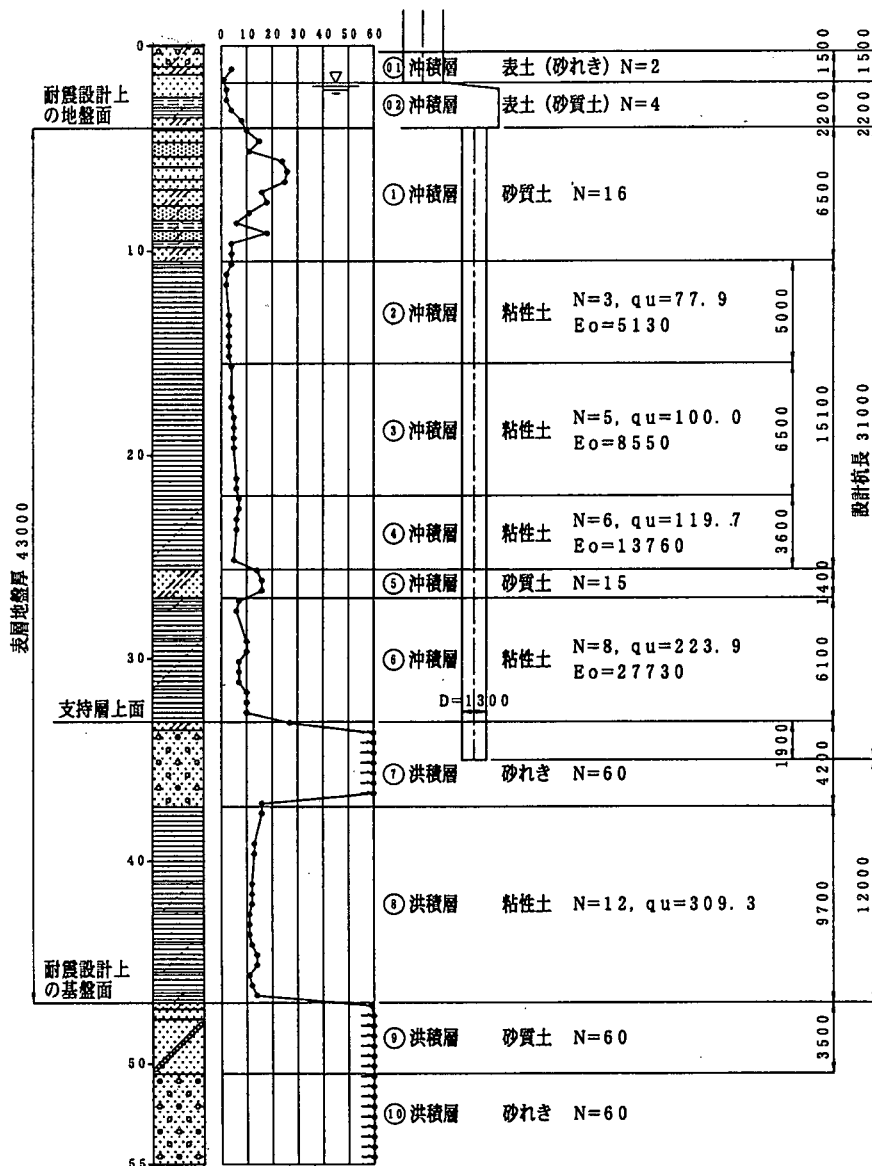 0 10 20 30 40 50 60
0
10
20
30
40
50
55
耐震設計上
の地盤面
表層地盤厚 43000
支持層上面
耐震設計上
の基盤面
01 沖積層 表土 (砂れき) N=2
02 沖積層 表土 (砂質土) N=4
① 沖積層 砂質土 N=16
② 沖積層 粘性土 N=3, qu=77.9
Eo=5130
③ 沖積層 粘性土 N=5, qu=100.0
Eo=8550
④ 沖積層 粘性土 N=6, qu=119.7
Eo=13760
⑤ 沖積層 砂質土 N=15
⑥ 沖積層 粘性土 N=8, qu=223.9
Eo=27730
D=1300
⑦ 洪積層 砂れき N=60
⑧ 洪積層 粘性土 N=12, qu=309.3
⑨ 洪積層 砂質土 N=60
⑩ 洪積層 砂れき N=60
5000
6500
3600
1900
1500
2200
6500
15100
1400
6100
4200
9700
3500
1500
2200
設計杭長 31000
12000